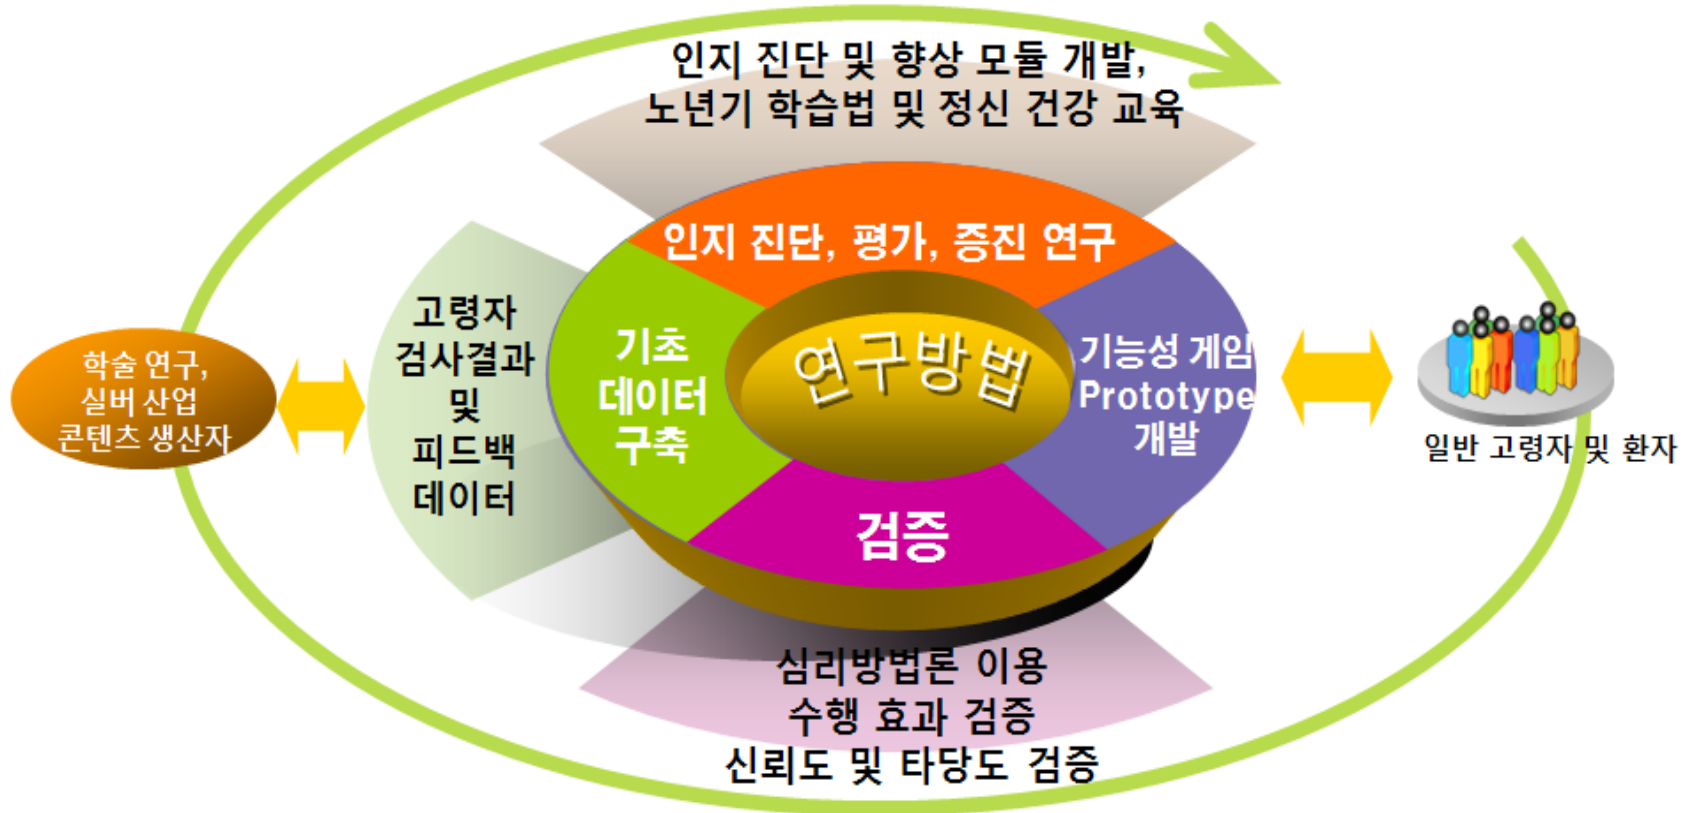 인지 진단 및 향상 모듈 개발,
노년기 학습법 및 정신 건강 교육
인지 진단, 평가, 증진 연구
고령자
검사결과
및
피드백
데이터
기초
데이터
구축
연구방법
기능성 게임
Prototype
개발
학술 연구,
실버 산업
콘텐츠 생산자
일반 고령자 및 환자
검증
심리방법론 이용
수행 효과 검증
신뢰도 및 타당도 검증